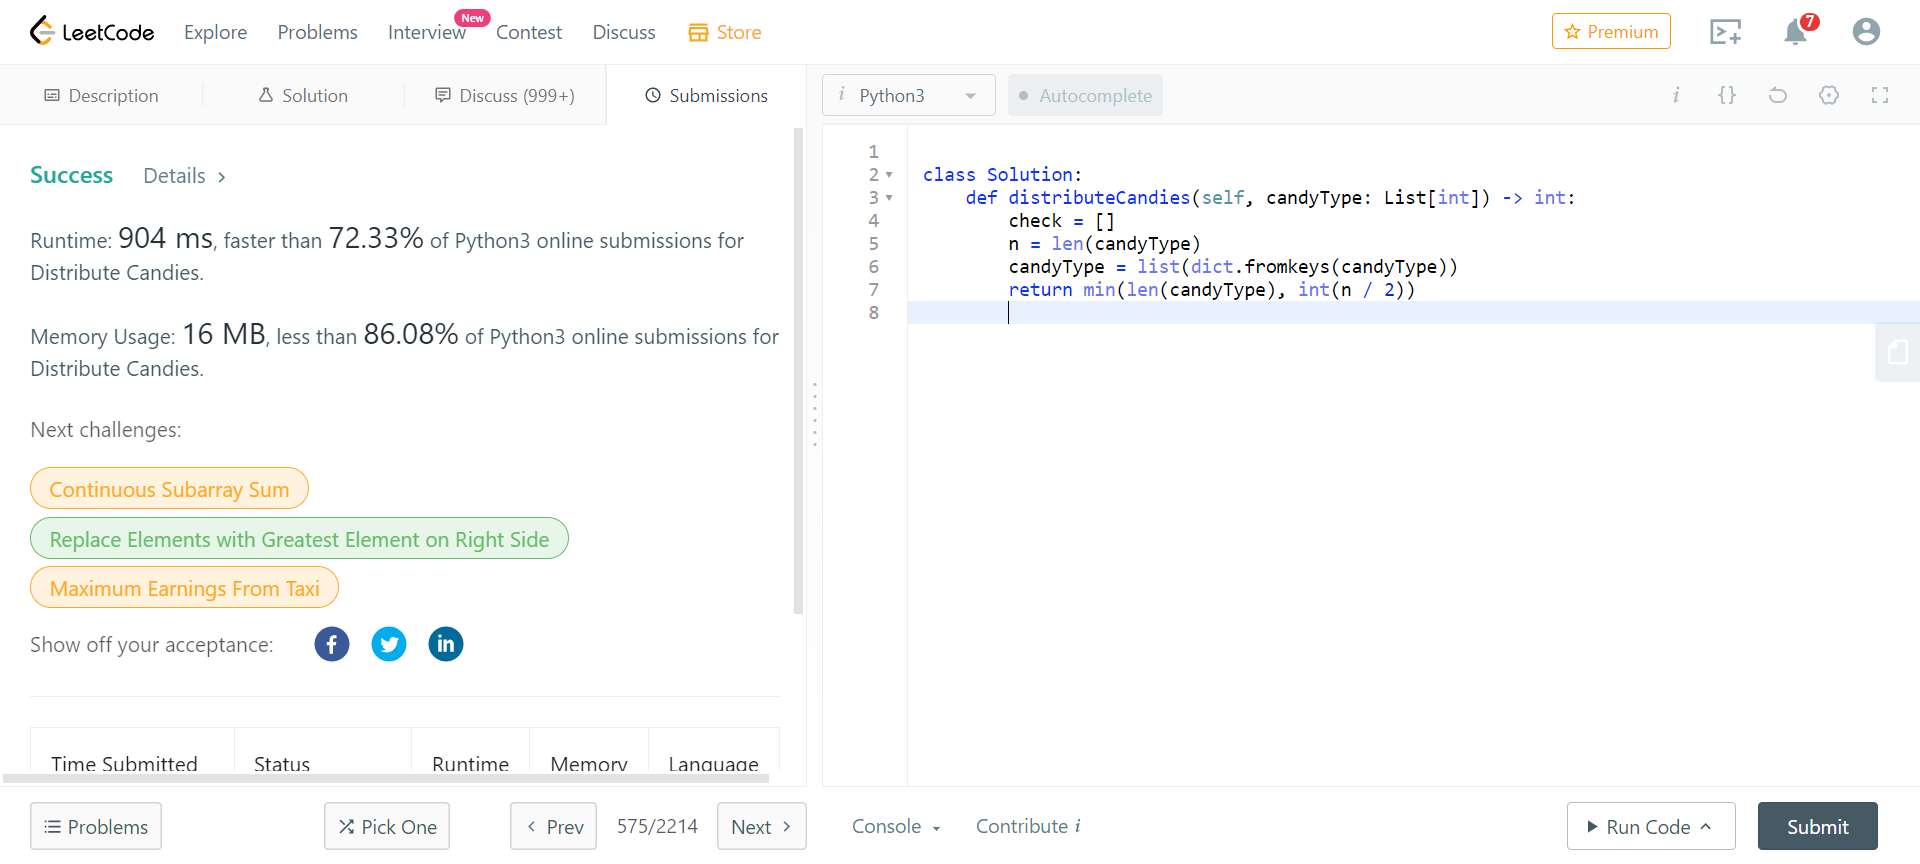 LeetCode Explore Problems Interview New Contest Discuss Store Premium 7
Description Solution Discuss (999+) Submissions i Python3 Autocomplete i {}
Success Details >
Runtime: 904 ms, faster than 72.33% of Python3 online submissions for
Distribute Candies.
Memory Usage: 16 MB, less than 86.08% of Python3 online submissions for
Distribute Candies.
Next challenges:
Continuous Subarray Sum
Replace Elements with Greatest Element on Right Side
Maximum Earnings From Taxi
Show off your acceptance: f in
Time Submitted Status Runtime Memory Language
1
2 class Solution:
3 def distributeCandies(self, candyType: List[int]) -> int:
4 check = []
5 n = len(candyType)
6 candyType = list(dict.fromkeys(candyType))
7 return min(len(candyType), int(n / 2))
8
Problems Pick One < Prev 575/2214 Next > Console Contribute i Run Code Submit